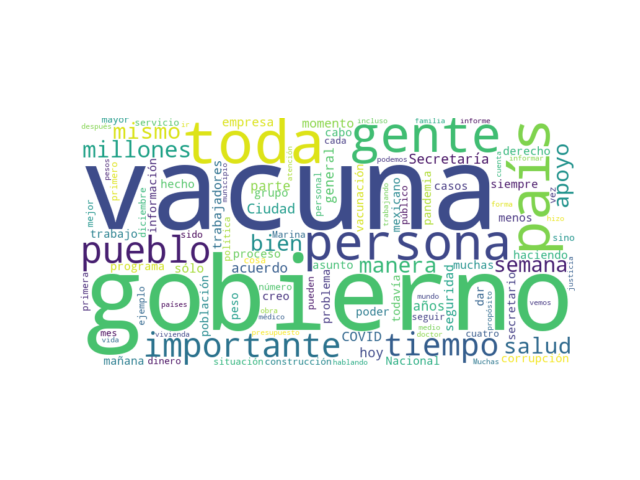 vacuna
gobierno
toda
gente
país
persona
pueblo
importante
tiempo
mismo
millones
semana
salud
apoyo
bien
manera
mayor
servicio
empresa
momento
incluso
familia
informe
después
ir
cabo
cada
podemos
Secretaría
derecho
cuenta
informar
primero
hecho
información
diciembre
mejor
trabajadores
municipio
parte
grupo
Ciudad
general
personal
público
vacunación
mexicano
pandemia
casos
siempre
menos
vez
forma
hizo
trabajando
atención
pesos
trabajo
sido
política
Marina
sino
haciendo
primera
programa
sólo
proceso
cosa
acuerdo
asunto
problema
muchas
todavía
años
seguridad
dar
secretario
cuatro
propósito
justicia
vemos
mundo
países
ejemplo
población
peso
número
creo
pueden
obra
médico
poder
seguir
medio
doctor
mes
vida
vivienda
presupuesto
COVID
hoy
mañana
dinero
situación
construcción
hablando
Nacional
Muchas
corrupción